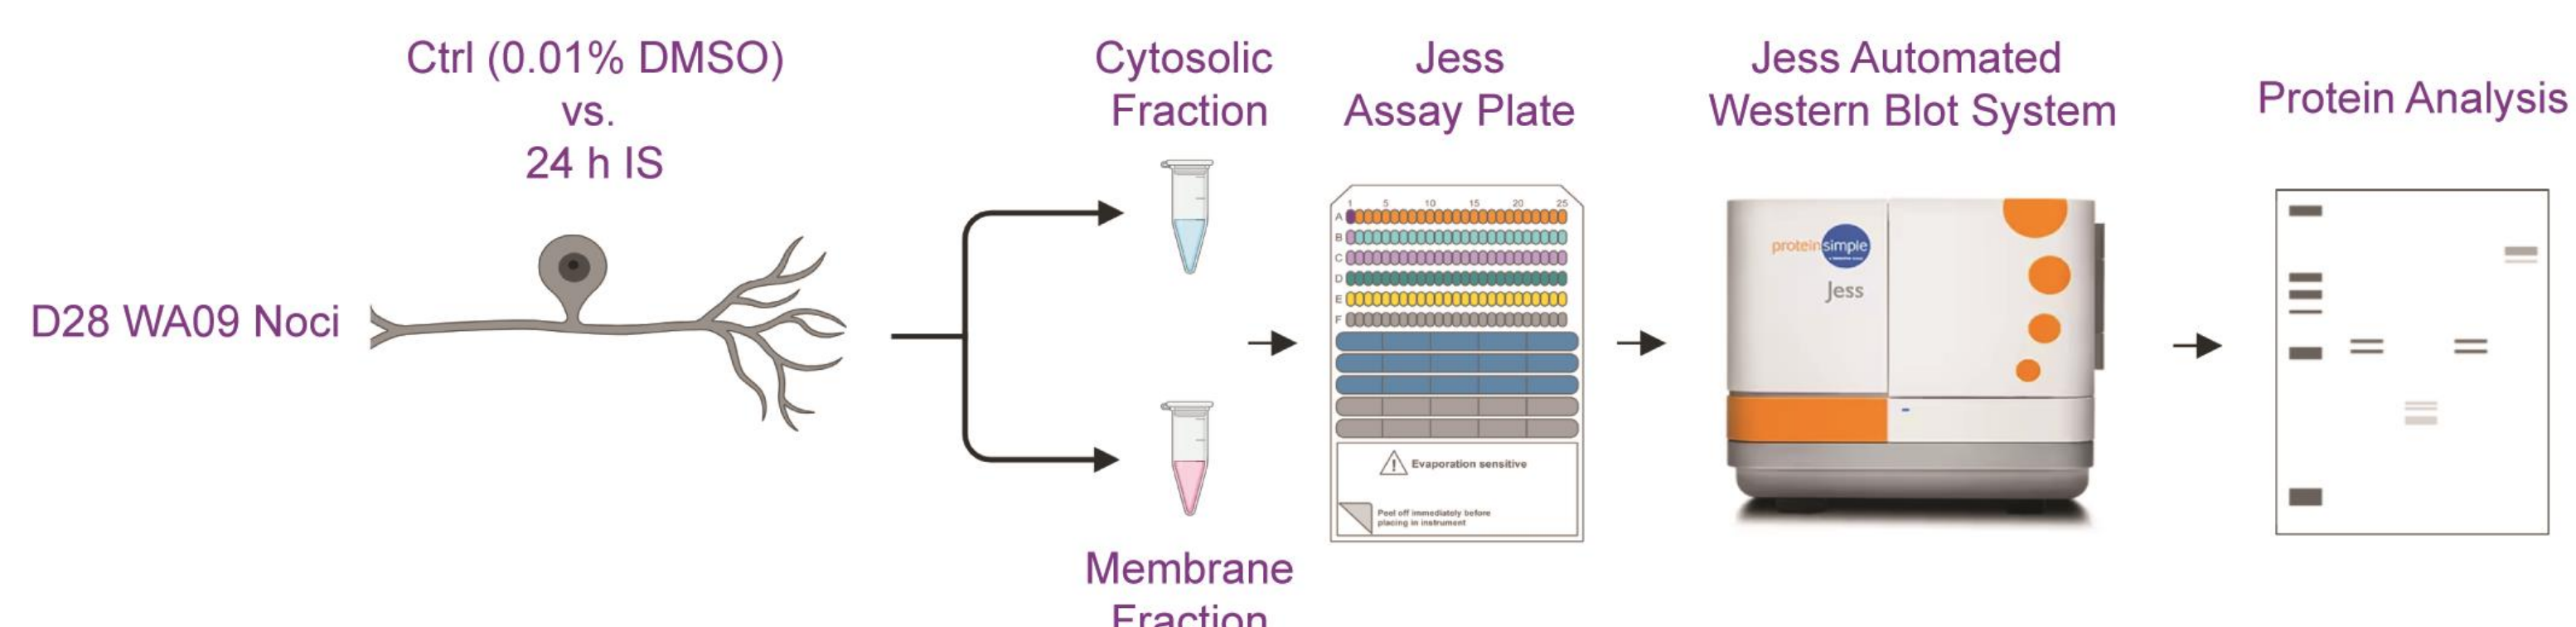 Ctrl (0.01% DMSO)
vs.
24 h IS
D28 WA09 Noci
Cytosolic
Fraction
Membrane
Fraction
Jess
Assay Plate
1 5 10 15 20 25
A
B
C
D
E
F
Evaporation sensitive
Peel off immediately before
placing in instrument
Jess Automated
Western Blot System
proteinsimple
Jess
Protein Analysis